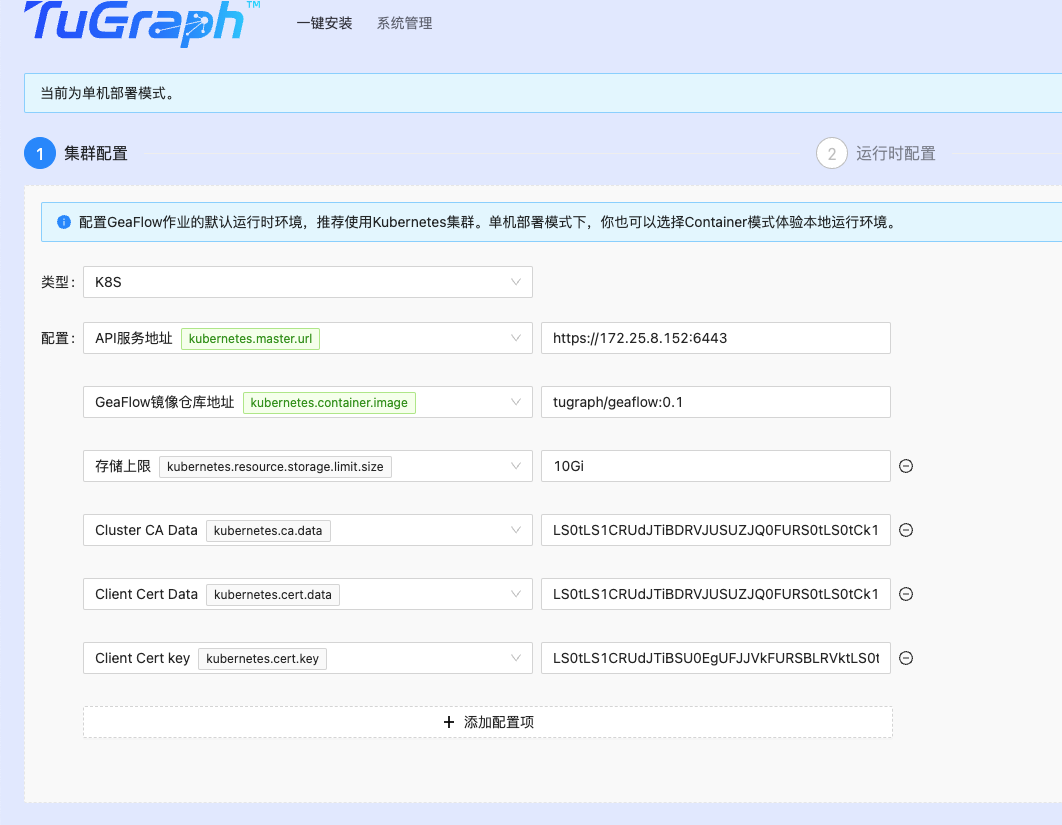 TuGraph™ 一键安装 系统管理
当前为单机部署模式。
1 集群配置 2 运行时配置
配置GeaFlow作业的默认运行时环境，推荐使用Kubernetes集群。单机部署模式下，你也可以选择Container模式体验本地运行环境。
类型： K8S
配置： API服务地址 kubernetes.master.url https://172.25.8.152:6443
GeaFlow镜像仓库地址 kubernetes.container.image tugraph/geaflow:0.1
存储上限 kubernetes.resource.storage.limit.size 10Gi
Cluster CA Data kubernetes.ca.data LS0tLS1CRUdJTiBDRVJUSUZJQ0FURS0tLS0tCk1
Client Cert Data kubernetes.cert.data LS0tLS1CRUdJTiBDRVJUSUZJQ0FURS0tLS0tCk1
Client Cert key kubernetes.cert.key LS0tLS1CRUdJTiBSU0EgUFJJVkFURSBLRVktLS0t
+ 添加配置项